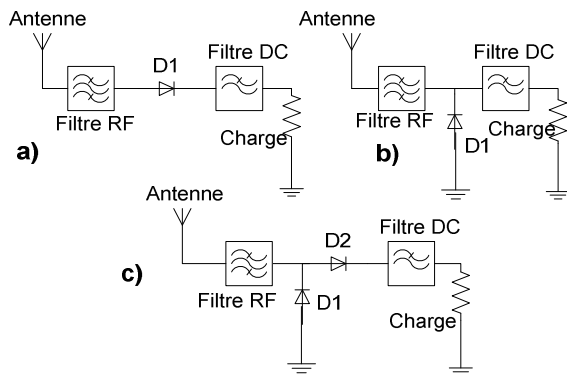 Antenne
D1
Filtre DC
Filtre RF
Charge
a)
Antenne
Filtre DC
Filtre RF
Charge
D1
b)
Antenne
D2
Filtre DC
c)
Filtre RF
D1
Charge